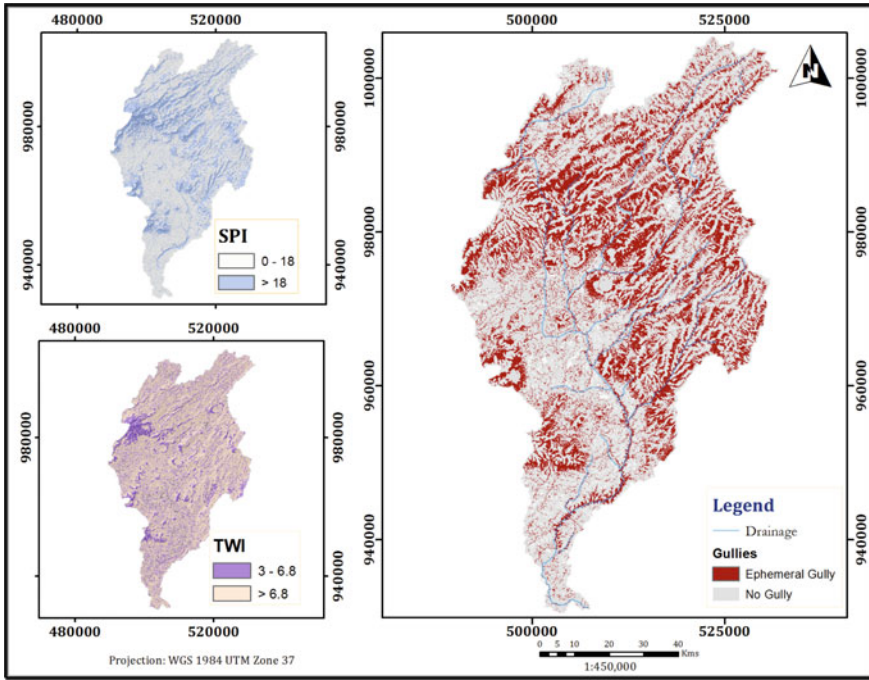 480000 520000
980000 980000
940000 940000
SPI
0 - 18
> 18
480000 520000
980000 980000
940000
TWI
3 - 6.8
> 6.8
480000 520000
Projection: WGS 1984 UTM Zone 37
500000 525000
N
1000000 1000000
980000 980000
960000 960000
940000 940000
Legend
Drainage
Gullies
Ephemeral Gully
No Gully
500000 525000
0 5 10 20 30 40
Kms
1:450,000